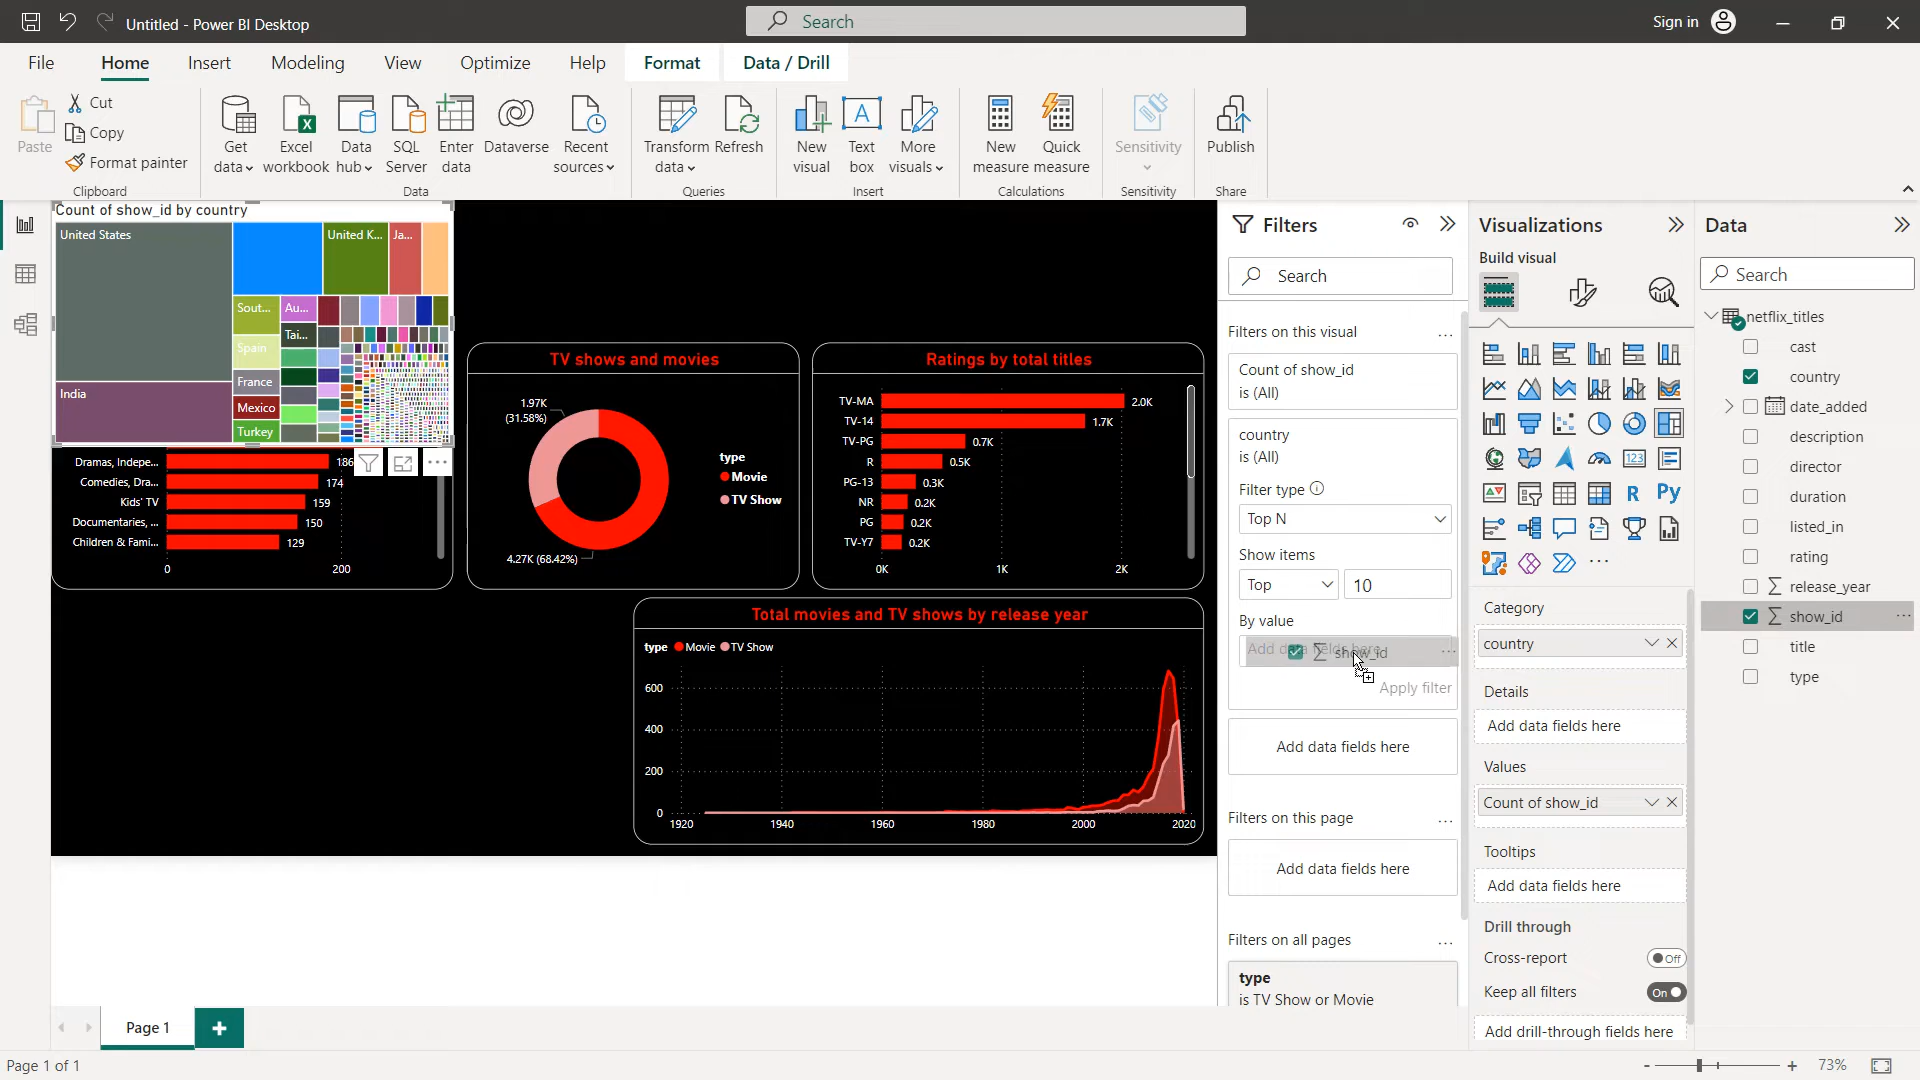 Untitled - Power BI Desktop
Search
Sign in
File
Home
Insert
Modeling
View
Optimize
Help
Format
Data / Drill
Paste
Cut
Copy
Format painter
Clipboard
Get data
Excel workbook
Data hub
SQL Server
Enter data
Dataverse
Recent sources
Data
Transform data
Refresh
Queries
New visual
Text box
More visuals
Insert
New measure
Quick measure
Calculations
Sensitivity
Sensitivity
Publish
Share
Count of show_id by country
United States
United K...
Ja...
India
Sout...
Au...
Tai...
Spain
France
Mexico
Turkey
Dramas, Indepe...
186
Comedies, Dra...
174
Kids' TV
159
Documentaries, ...
150
Children & Fami...
129
0
200
TV shows and movies
1.97K
(31.58%)
4.27K (68.42%)
type
Movie
TV Show
Ratings by total titles
TV-MA
2.0K
TV-14
1.7K
TV-PG
0.7K
R
0.5K
PG-13
0.3K
NR
0.2K
PG
0.2K
TV-Y7
0.2K
0K
1K
2K
Total movies and TV shows by release year
type Movie TV Show
600
400
200
0
1920
1940
1960
1980
2000
2020
Filters
Search
Filters on this visual
Count of show_id
is (All)
country
is (All)
Filter type
Top N
Show items
Top
10
By value
Add data fields here
show_id
Apply filter
Add data fields here
Filters on this page
Add data fields here
Filters on all pages
type
is TV Show or Movie
Visualizations
Build visual
123
R
Py
Category
country
Details
Add data fields here
Values
Count of show_id
Tooltips
Add data fields here
Drill through
Cross-report
Off
Keep all filters
On
Add drill-through fields here
Data
Search
netflix_titles
cast
country
date_added
description
director
duration
listed_in
rating
release_year
show_id
title
type
Page 1
Page 1 of 1
73%